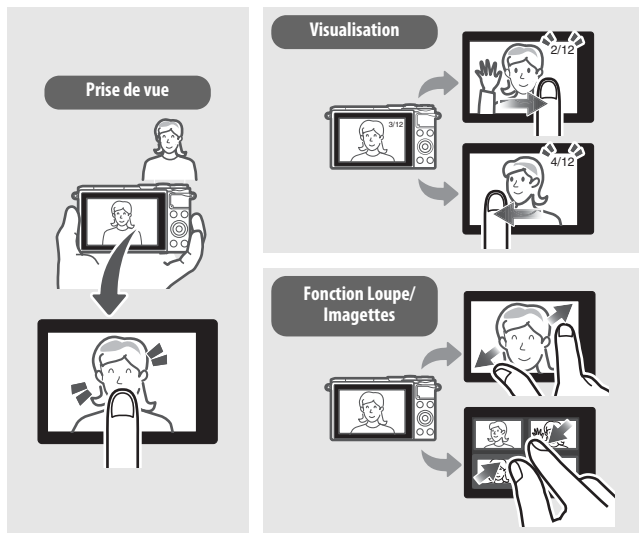 Prise de vue
Visualisation
2/12
3/12
4/12
Fonction Loupe/
Imagettes